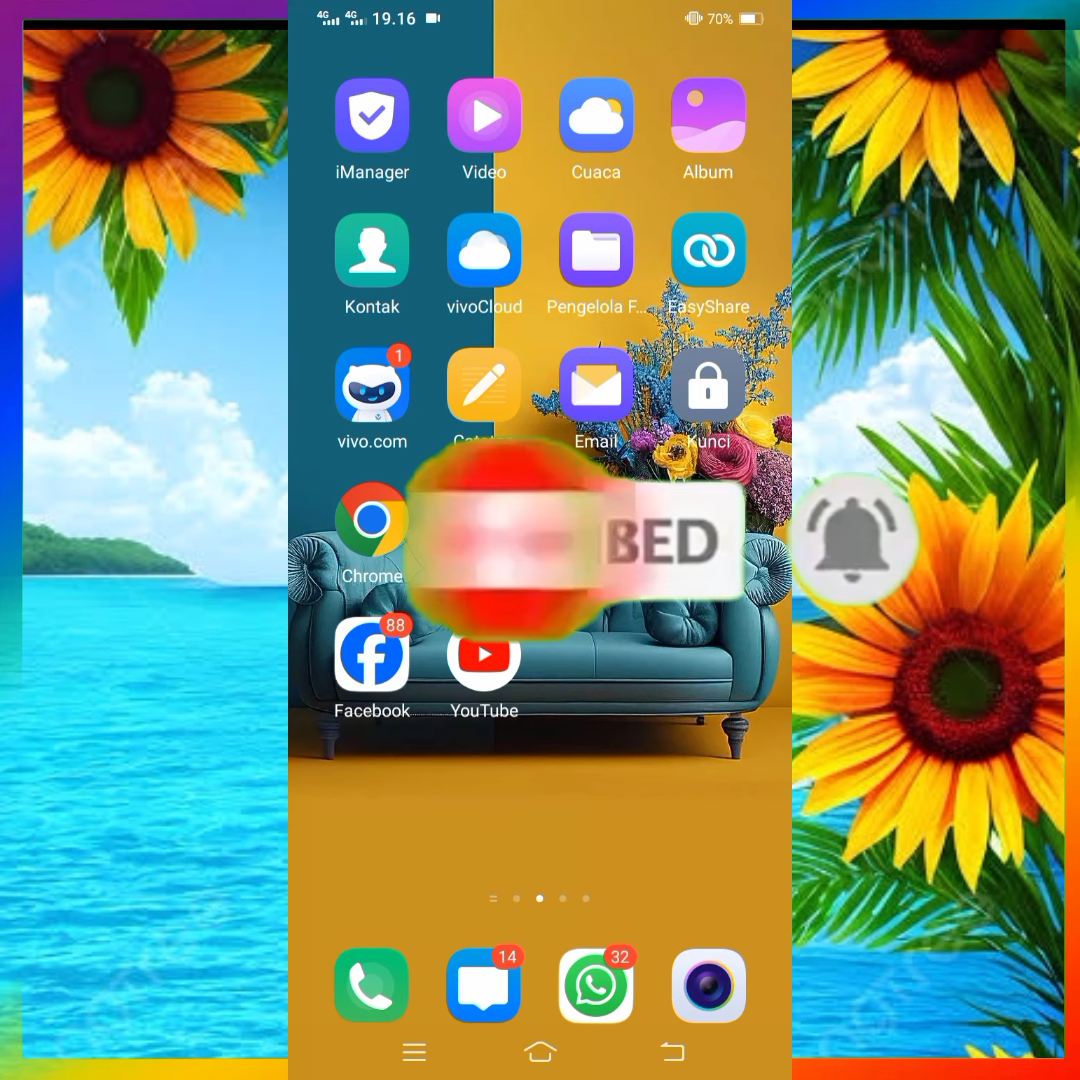 4G 4G 19.16 70%
iManager Video Cuaca Album
Kontak vivoCloud Pengelola F... EasyShare
1
vivo.com Email Kunci
BED
Chrome
88
Facebook YouTube
14 32